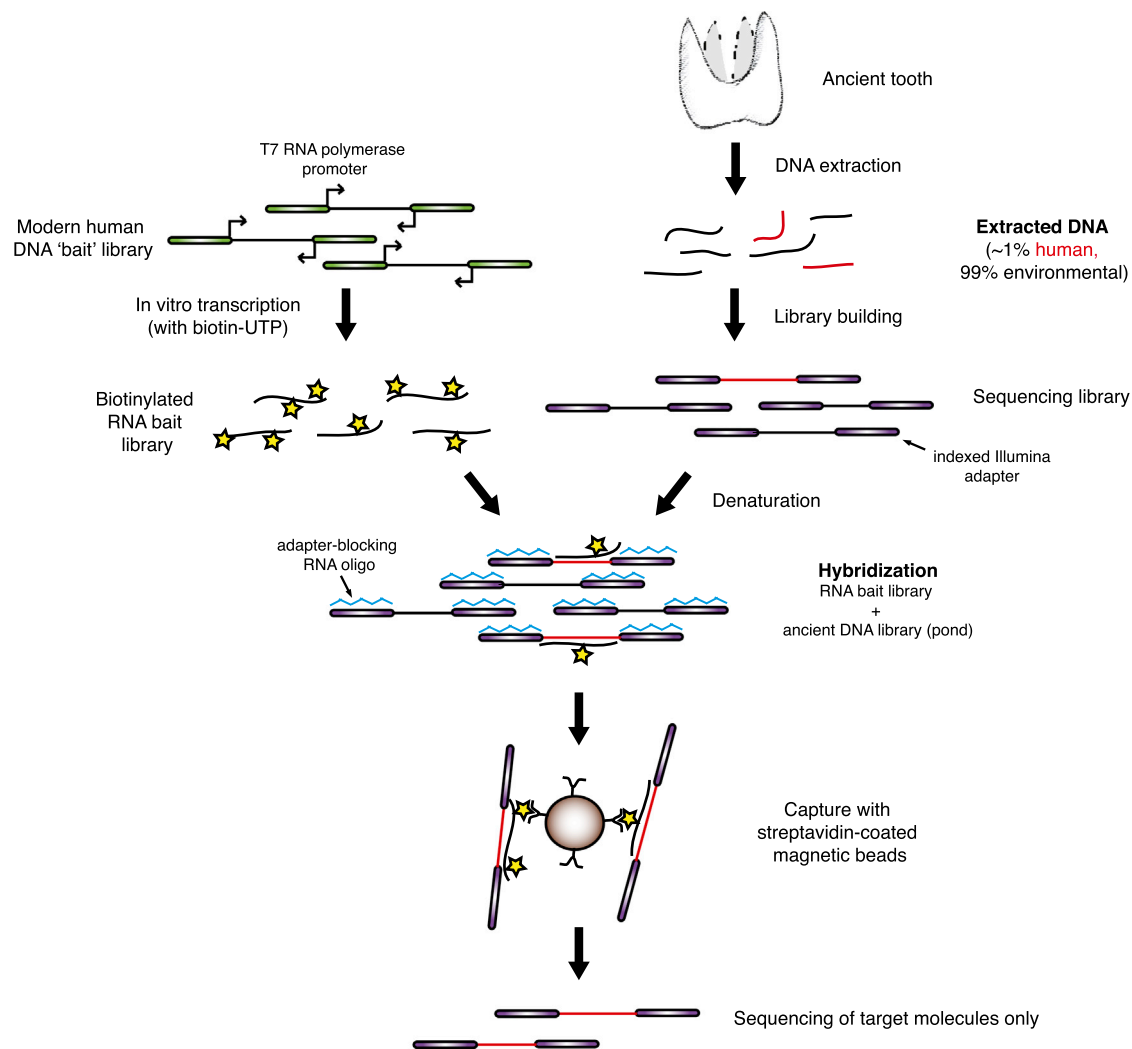 Ancient tooth
DNA extraction
T7 RNA polymerase
promoter
Modern human
DNA ‘bait’ library
Extracted DNA
(~1% human,
99% environmental)
In vitro transcription
(with biotin-UTP)
Library building
Biotinylated
RNA bait
library
Sequencing library
indexed Illumina
adapter
Denaturation
adapter-blocking
RNA oligo
Hybridization
RNA bait library
+
ancient DNA library (pond)
Capture with
streptavidin-coated
magnetic beads
Sequencing of target molecules only